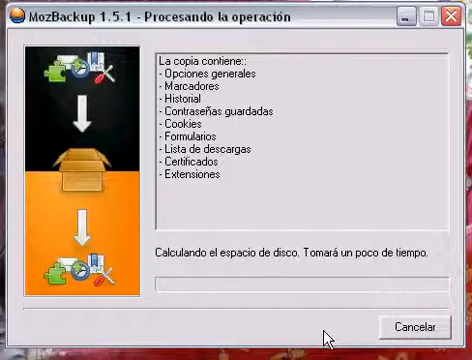 MozBackup 1.5.1 - Procesando la operación
La copia contiene::
- Opciones generales
- Marcadores
- Historial
- Contraseñas guardadas
- Cookies
- Formularios
- Lista de descargas
- Certificados
- Extensiones
Calculando el espacio de disco. Tomará un poco de tiempo.
Cancelar